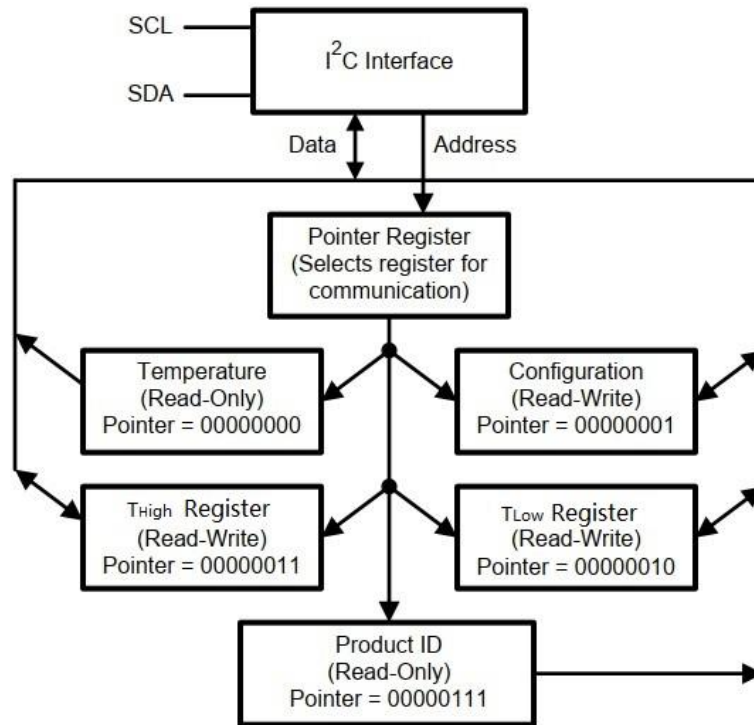 SCL
SDA
I²C Interface
Data
Address
Pointer Register
(Selects register for
communication)
Temperature
(Read-Only)
Pointer = 00000000
Configuration
(Read-Write)
Pointer = 00000001
THigh Register
(Read-Write)
Pointer = 00000011
TLow Register
(Read-Write)
Pointer = 00000010
Product ID
(Read-Only)
Pointer = 00000111